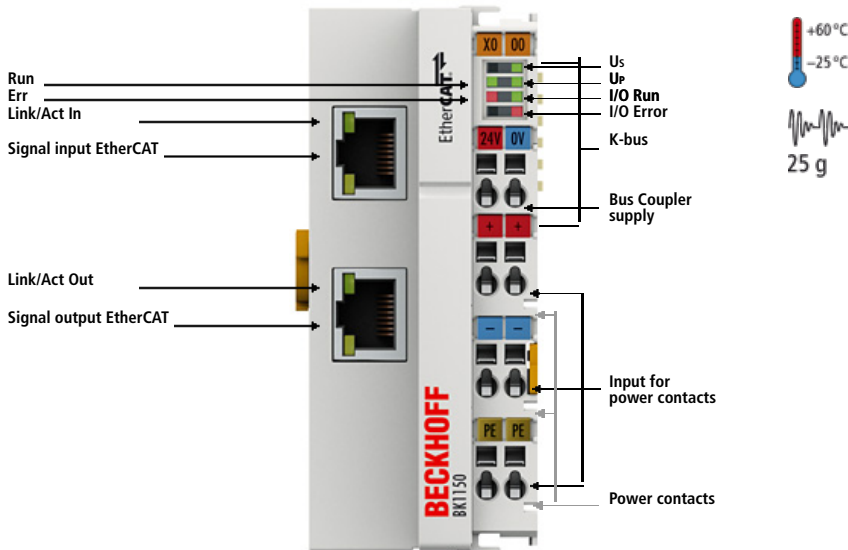 Run
Err
Link/Act In
Signal input EtherCAT
Link/Act Out
Signal output EtherCAT
X0 00
EtherCAT
24V 0V
+ +
− −
PE PE
BECKHOFF
BK1150
Us
UP
I/O Run
I/O Error
K-bus
Bus Coupler
supply
Input for
power contacts
Power contacts
+60°C
−25°C
25 g